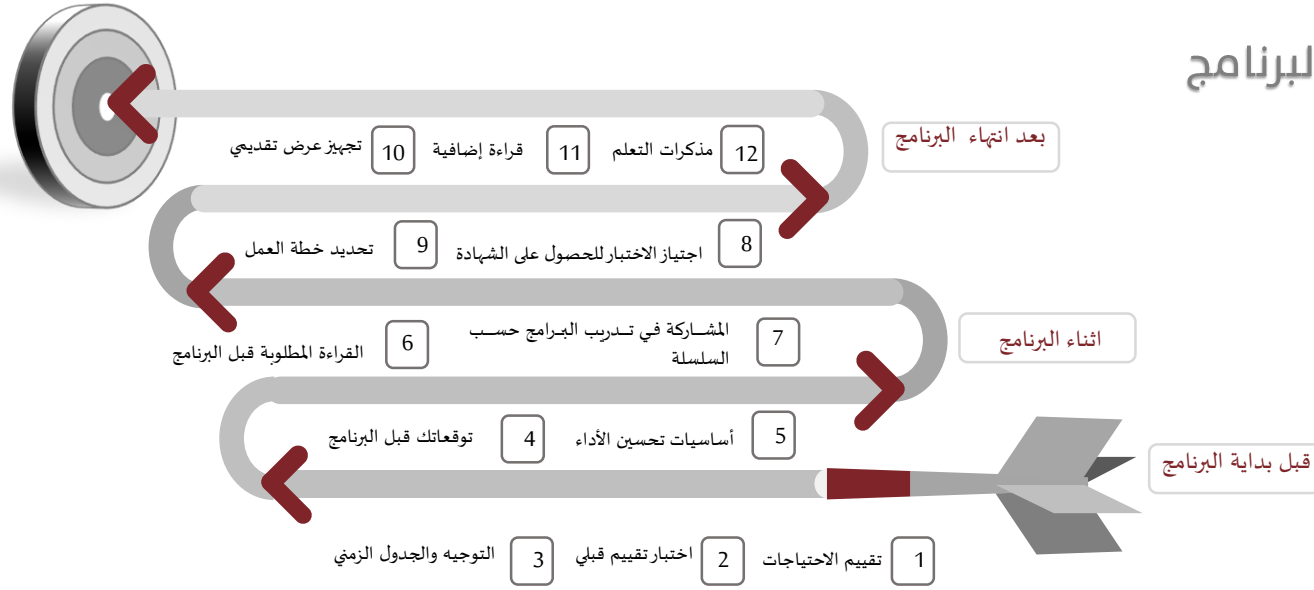 لبرنامج
بعد انتهاء البرنامج
12 مذكرات التعلم
11 قراءة إضافية
10 تجهيز عرض تقديمي
8 اجتياز الاختبار للحصول على الشهادة
9 تحديد خطة العمل
اثناء البرنامج
7 المشاركة في تدريب البرامج حسب
السلسلة
6 القراءة المطلوبة قبل البرنامج
5 أساسيات تحسين الأداء
4 توقعاتك قبل البرنامج
قبل بداية البرنامج
1 تقييم الاحتياجات
2 اختبار تقييم قبلي
3 التوجيه والجدول الزمني